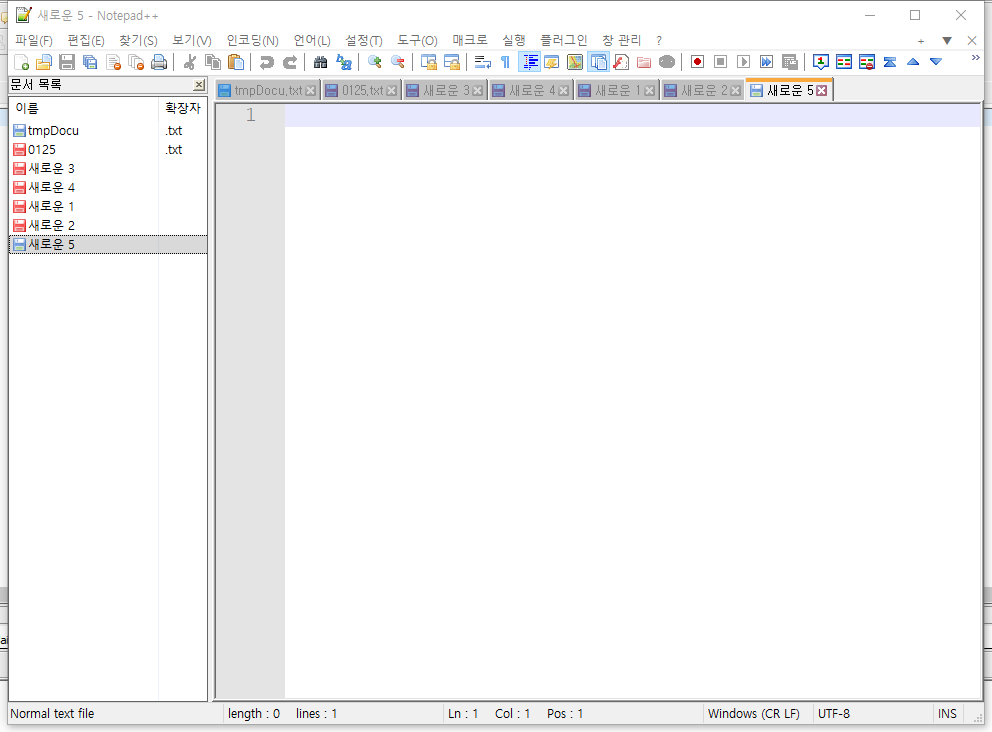 새로운 5 - Notepad++
파일(F) 편집(E) 찾기(S) 보기(V) 인코딩(N) 언어(L) 설정(T) 도구(O) 매크로 실행 플러그인 창 관리 ? + ▼ ✕
문서 목록
tmpDocu.txt 0125.txt 새로운 3 새로운 4 새로운 1 새로운 2 새로운 5
이름 확장자
1
tmpDocu .txt
0125 .txt
새로운 3
새로운 4
새로운 1
새로운 2
새로운 5
Normal text file length : 0 lines : 1 Ln : 1 Col : 1 Pos : 1 Windows (CR LF) UTF-8 INS